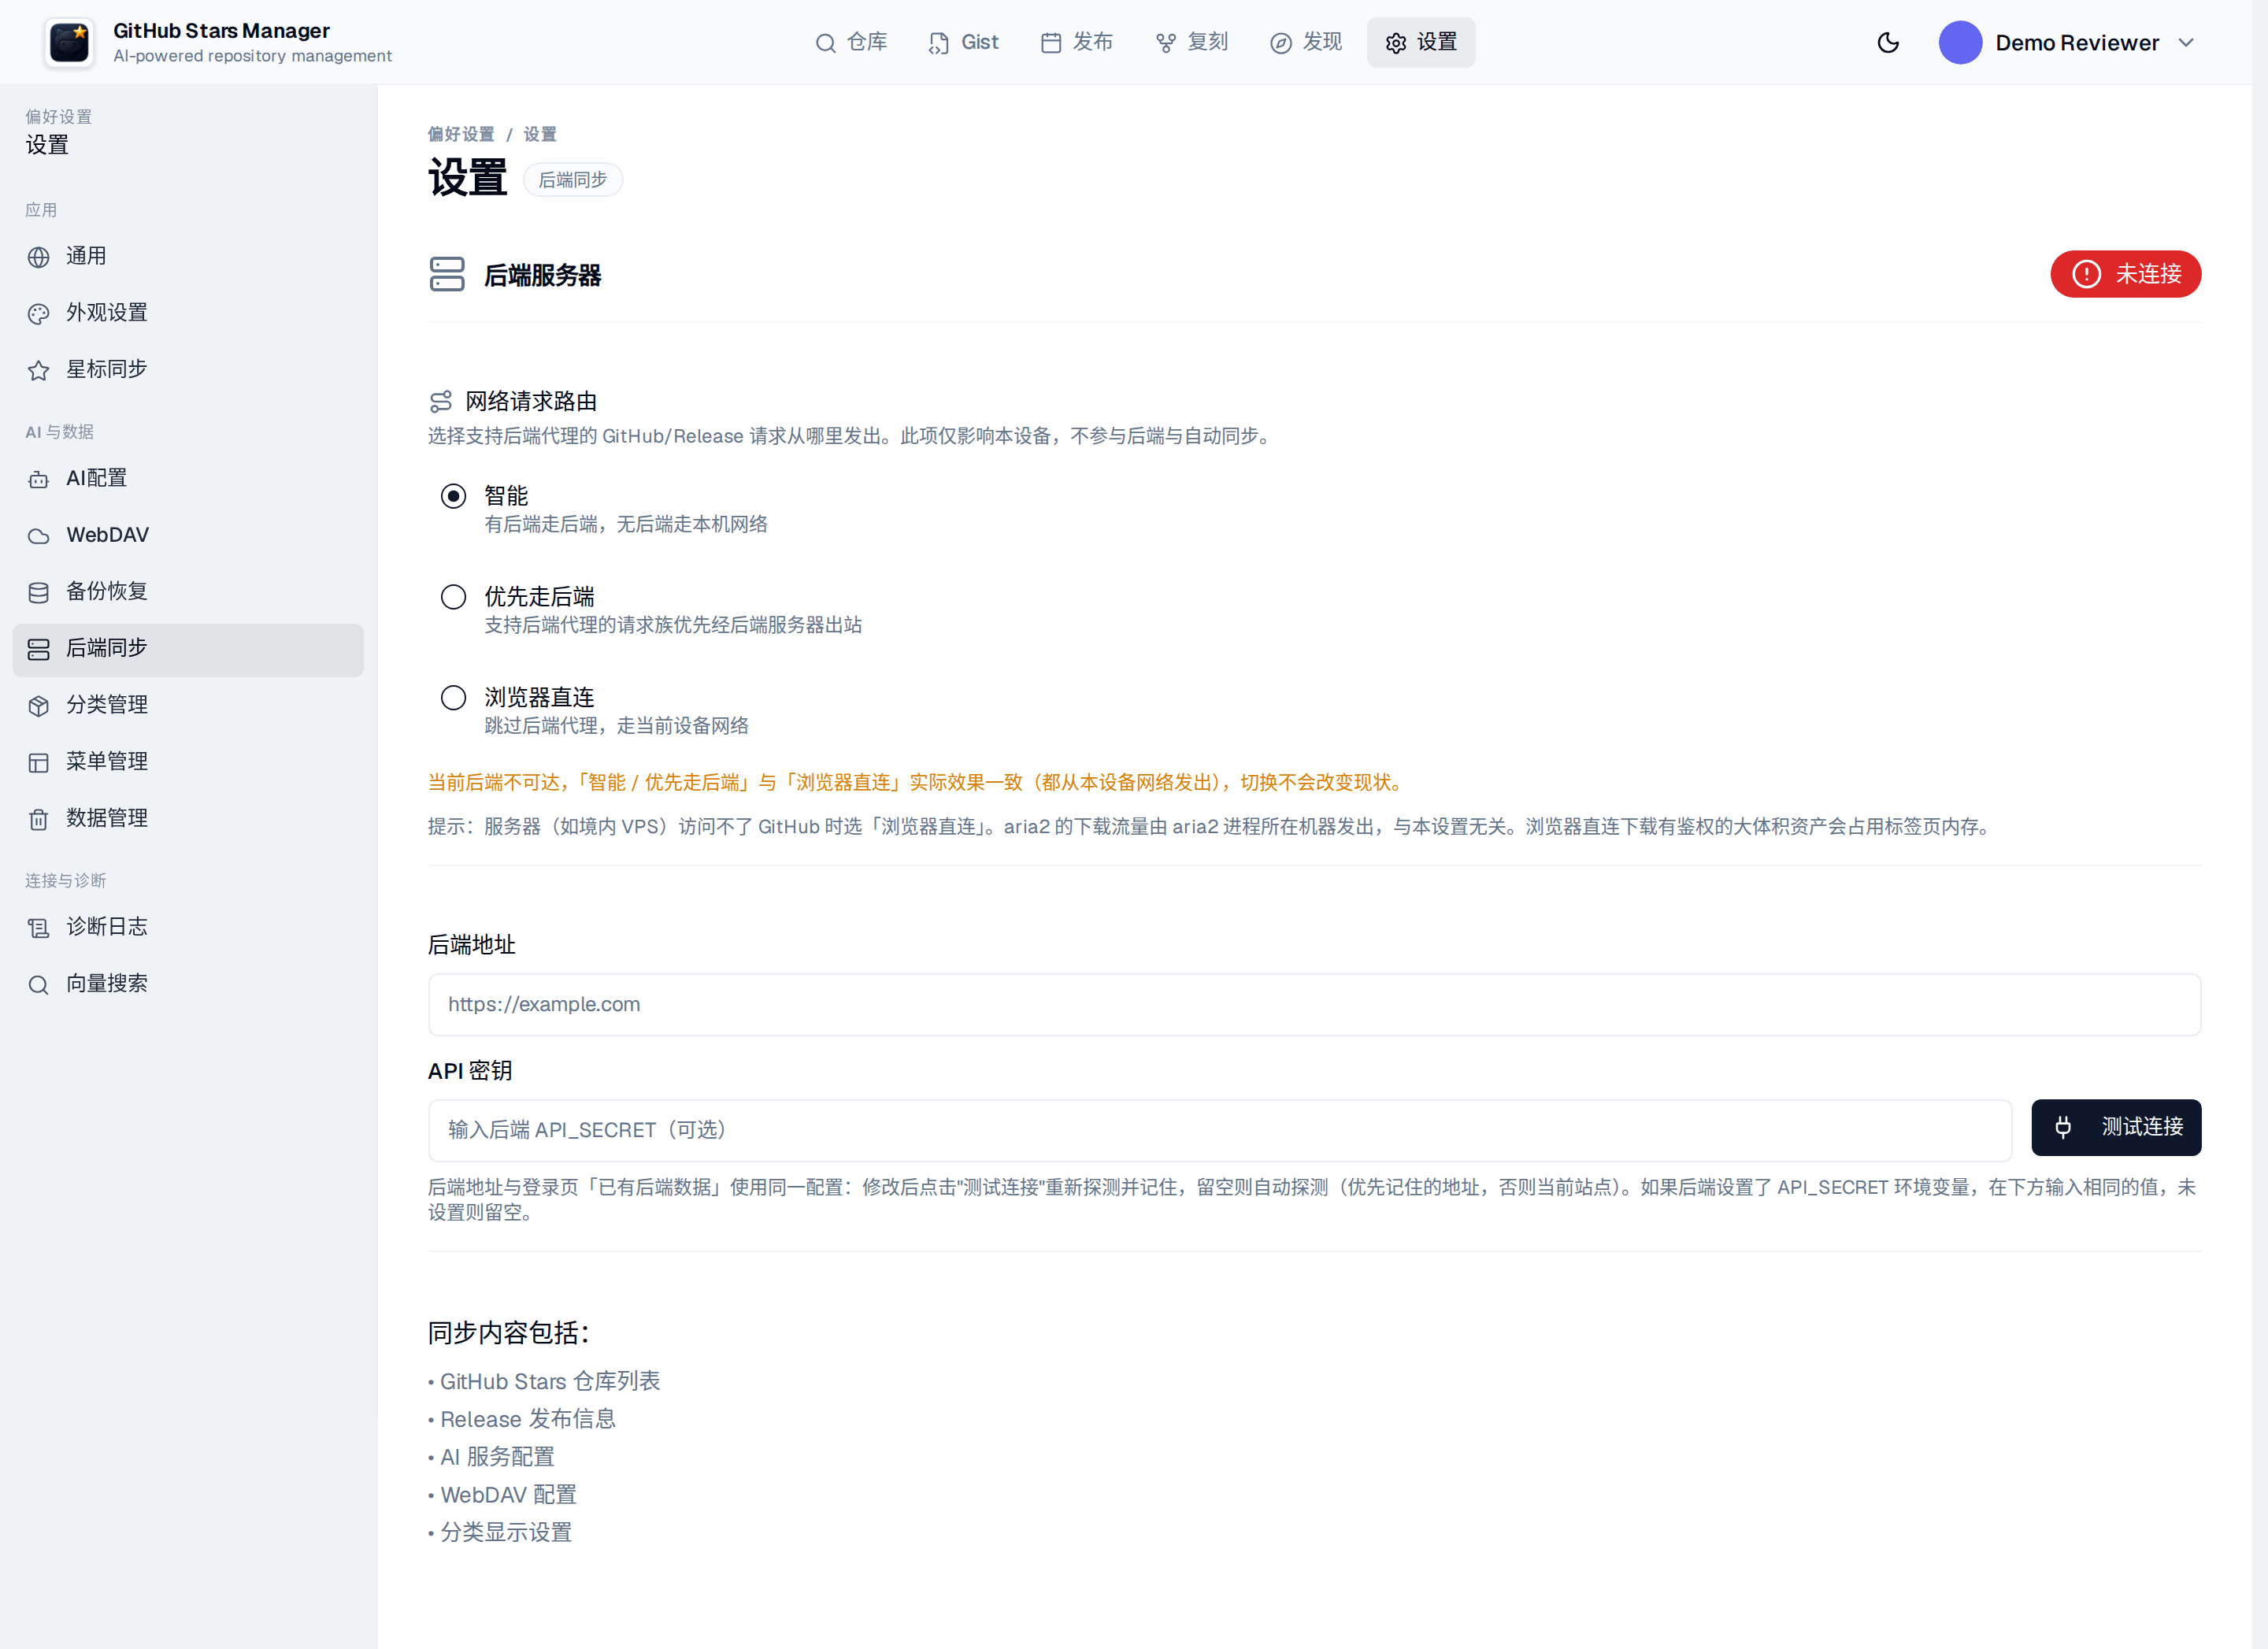 GitHub Stars Manager
AI-powered repository management
仓库
Gist
发布
复刻
发现
设置
Demo Reviewer
偏好设置
设置
应用
通用
外观设置
星标同步
AI 与数据
AI配置
WebDAV
备份恢复
后端同步
分类管理
菜单管理
数据管理
连接与诊断
诊断日志
向量搜索
偏好设置 / 设置
设置
后端同步
后端服务器
未连接
网络请求路由
选择支持后端代理的 GitHub/Release 请求从哪里发出。此项仅影响本设备，不参与后端与自动同步。
智能
有后端走后端，无后端走本机网络
优先走后端
支持后端代理的请求族优先经后端服务器出站
浏览器直连
跳过后端代理，走当前设备网络
当前后端不可达，「智能 / 优先走后端」与「浏览器直连」实际效果一致（都从本设备网络发出），切换不会改变现状。
提示：服务器（如境内 VPS）访问不了 GitHub 时选「浏览器直连」。aria2 的下载流量由 aria2 进程所在机器发出，与本设置无关。浏览器直连下载有鉴权的大体积资产会占用标签页内存。
后端地址
https://example.com
API 密钥
输入后端 API_SECRET（可选）
测试连接
后端地址与登录页「已有后端数据」使用同一配置：修改后点击"测试连接"重新探测并记住，留空则自动探测（优先记住的地址，否则当前站点）。如果后端设置了 API_SECRET 环境变量，在下方输入相同的值，未
设置则留空。
同步内容包括：
• GitHub Stars 仓库列表
• Release 发布信息
• AI 服务配置
• WebDAV 配置
• 分类显示设置